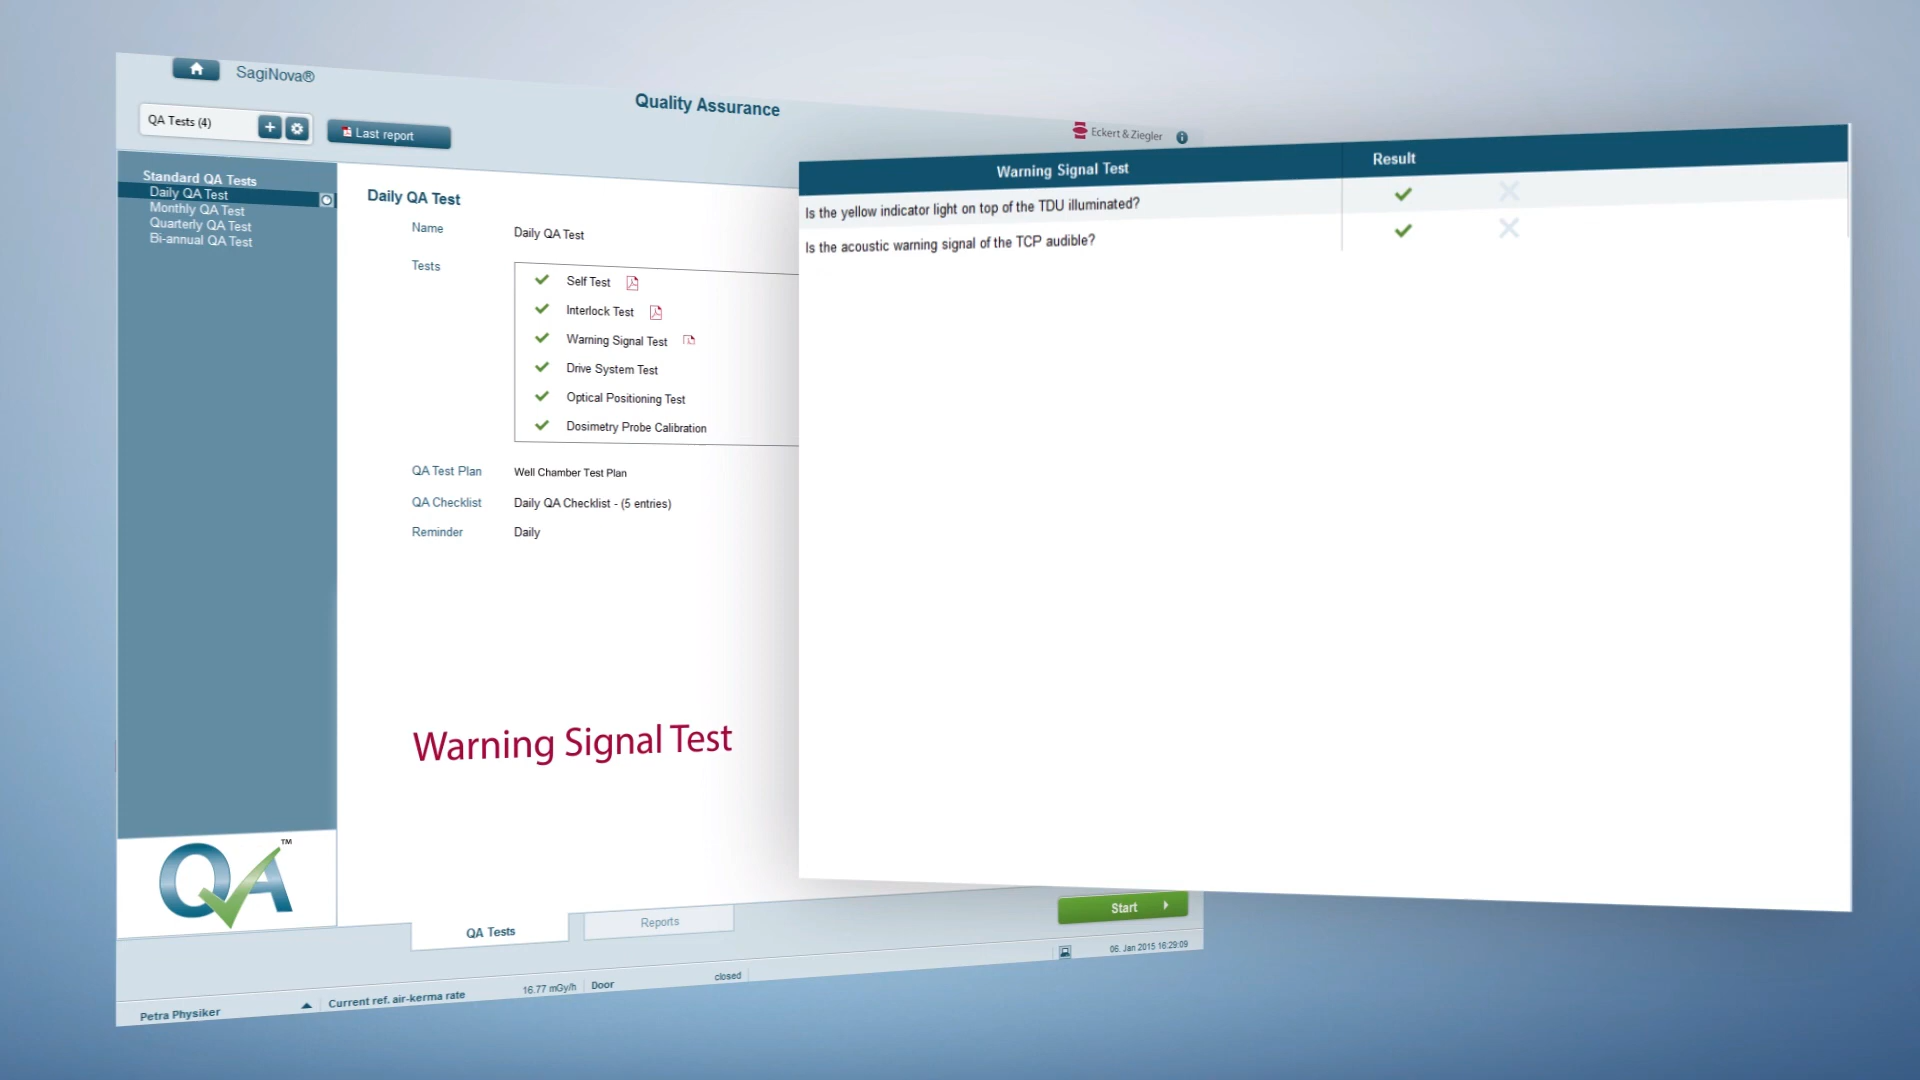 SagiNova®
Quality Assurance
QA Tests (4)
Last report
Eckert & Ziegler
Standard QA Tests
Daily QA Test
Monthly QA Test
Quarterly QA Test
Bi-annual QA Test
Daily QA Test
Name Daily QA Test
Tests
Self Test
Interlock Test
Warning Signal Test
Drive System Test
Optical Positioning Test
Dosimetry Probe Calibration
QA Test Plan Well Chamber Test Plan
QA Checklist Daily QA Checklist - (5 entries)
Reminder Daily
Warning Signal Test Result
Is the yellow indicator light on top of the TDU illuminated?
Is the acoustic warning signal of the TCP audible?
Warning Signal Test
QA™
QA Tests
Reports
Start
Petra Physiker
Current ref. air-kerma rate 16.77 mGy/h
Door closed
06. Jan 2015 16:29:09